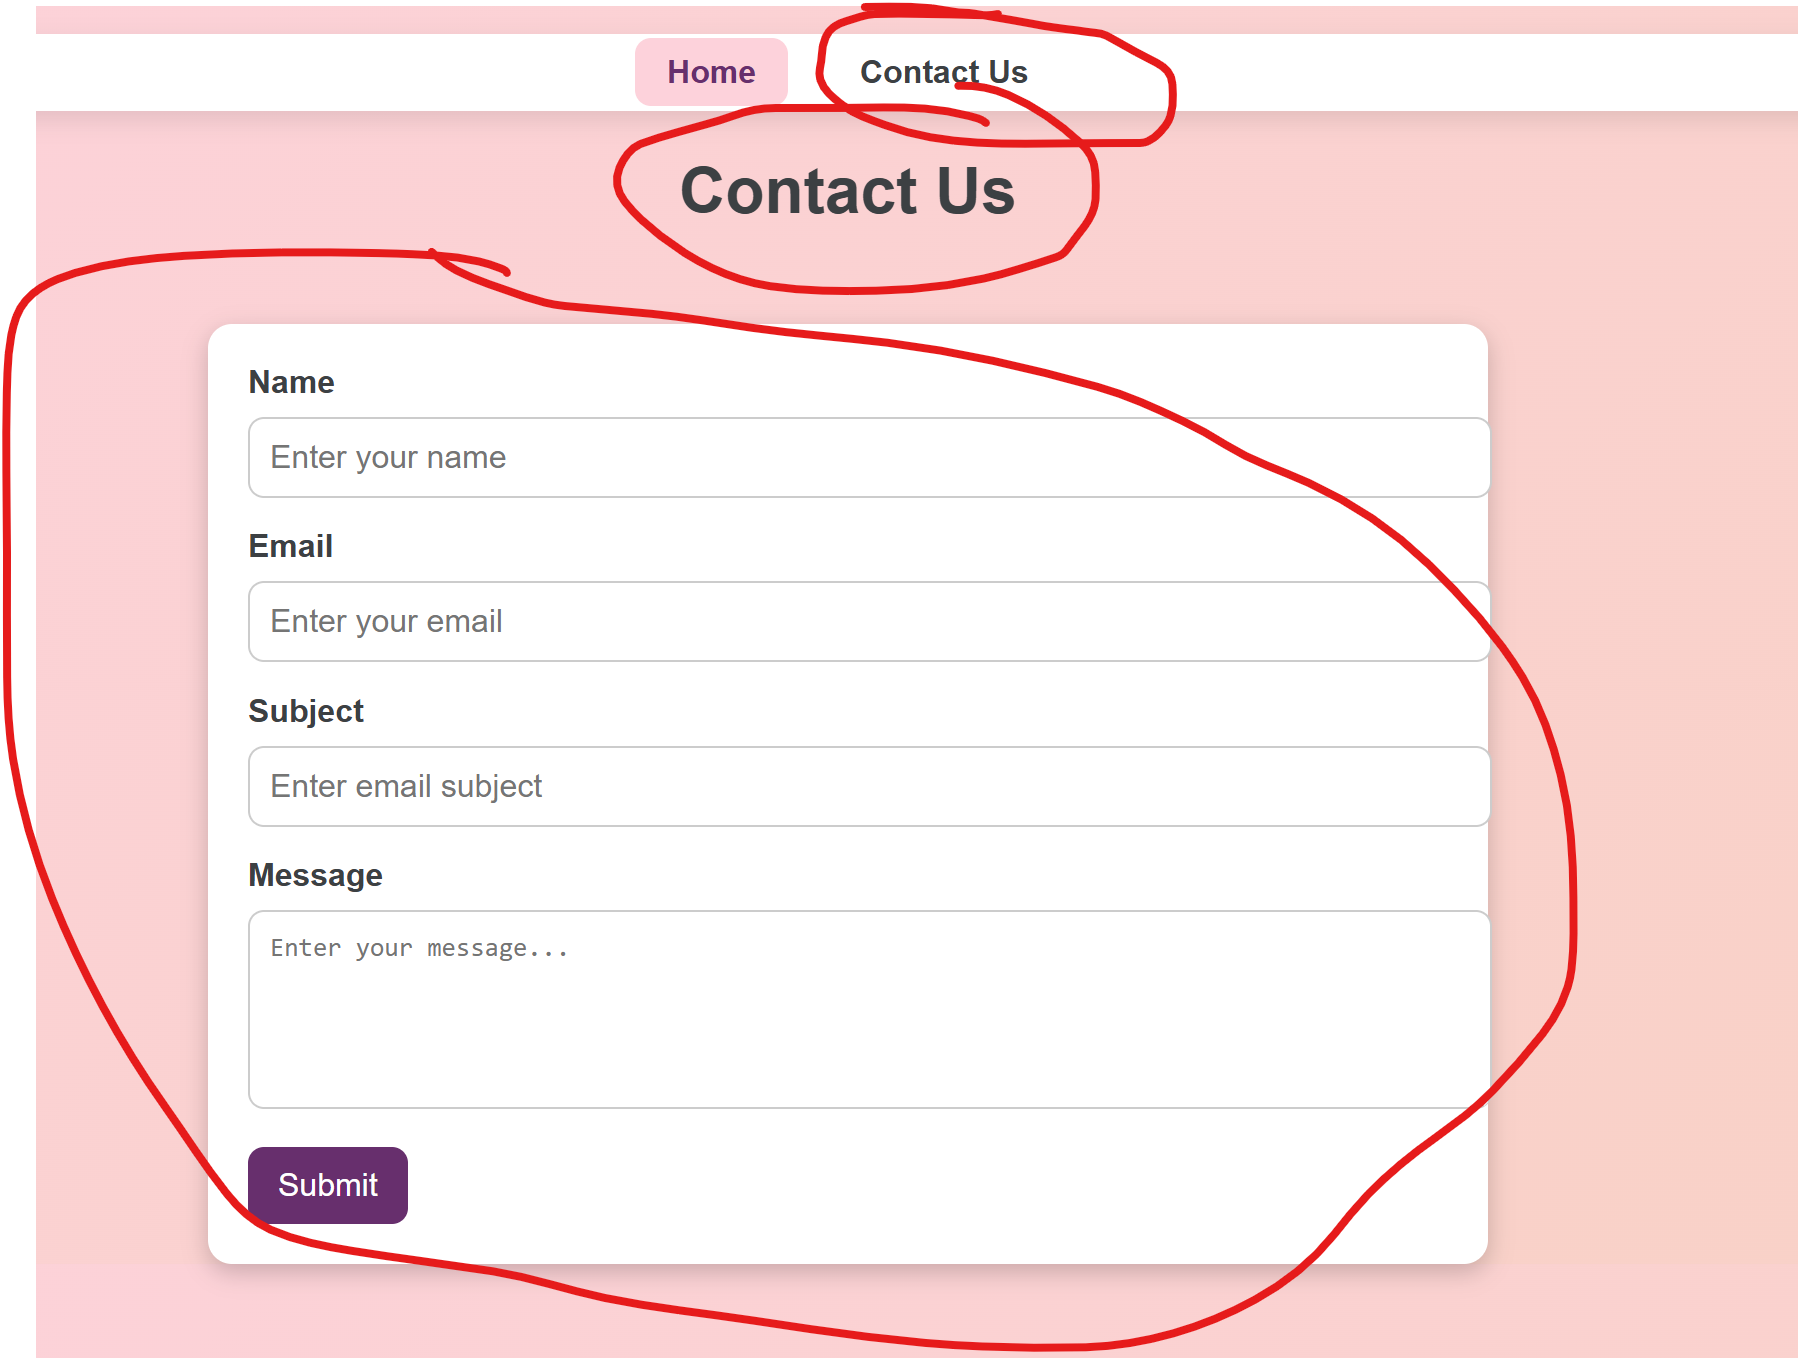 Home Contact Us
Contact Us
Name
Enter your name
Email
Enter your email
Subject
Enter email subject
Message
Enter your message...
Submit